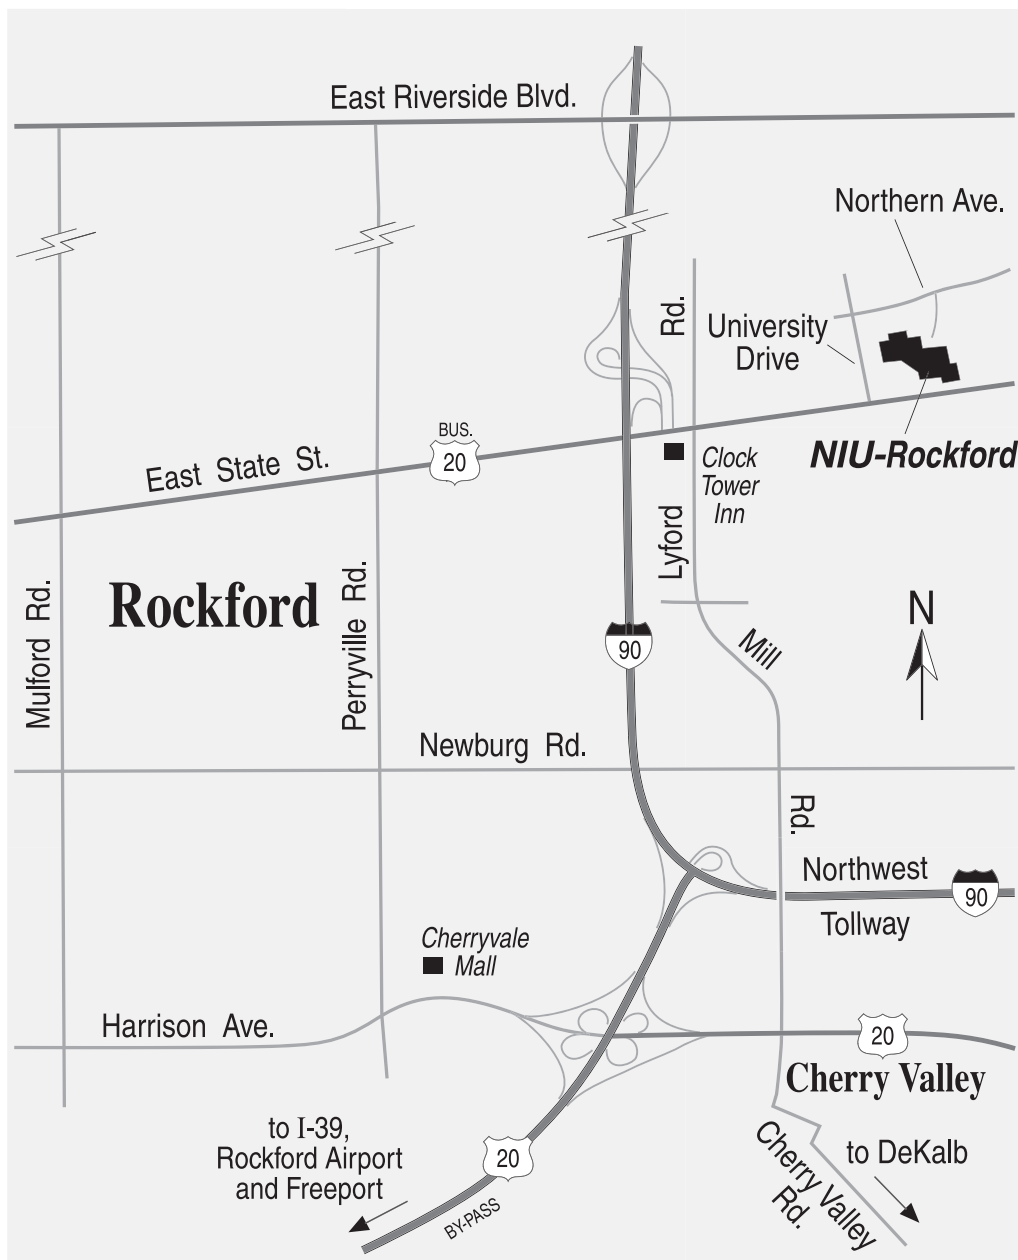 East Riverside Blvd.
Northern Ave.
Rd.
University
Drive
BUS.
20
East State St.
NIU-Rockford
Clock
Tower
Inn
Lyford
Rockford
Mulford Rd.
Perryville Rd.
N
90
Mill
Newburg Rd.
Rd.
Northwest
90
Tollway
Cherryvale
Mall
Harrison Ave.
20
Cherry Valley
to I-39,
Rockford Airport
and Freeport
20
BY-PASS
Cherry Valley
Rd.
to DeKalb